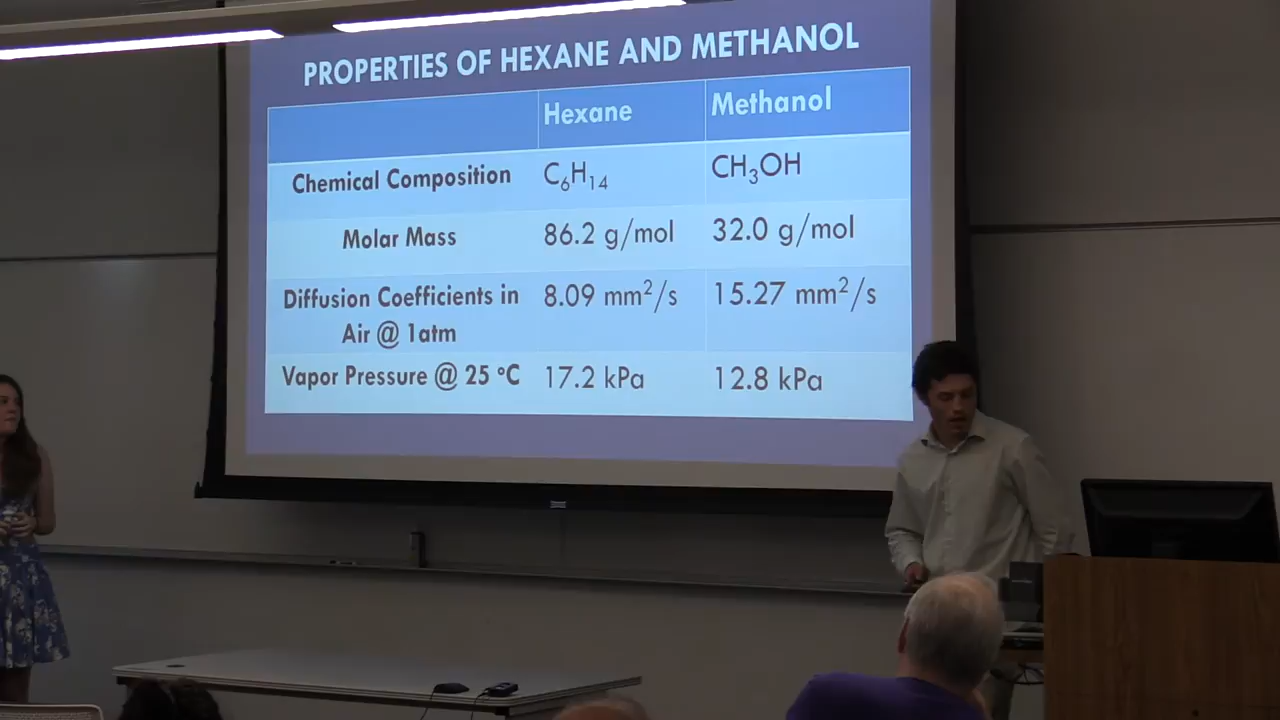 PROPERTIES OF HEXANE AND METHANOL
Hexane Methanol
Chemical Composition C₆H₁₄ CH₃OH
Molar Mass 86.2 g/mol 32.0 g/mol
Diffusion Coefficients in 8.09 mm²/s 15.27 mm²/s
Air @ 1atm
Vapor Pressure @ 25 °C 17.2 kPa 12.8 kPa